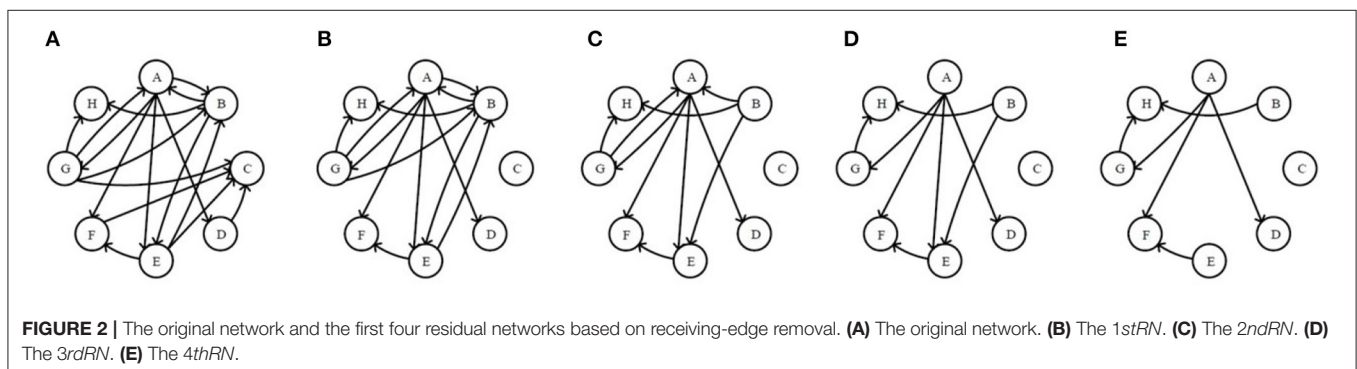 A B C D E
A A A A A
H B H B H B H B H B
G C G C G C G C G C
F D F D F D F D F D
E E E E E
FIGURE 2 | The original network and the first four residual networks based on receiving-edge removal. (A) The original network. (B) The 1stRN. (C) The 2ndRN. (D)
The 3rdRN. (E) The 4thRN.